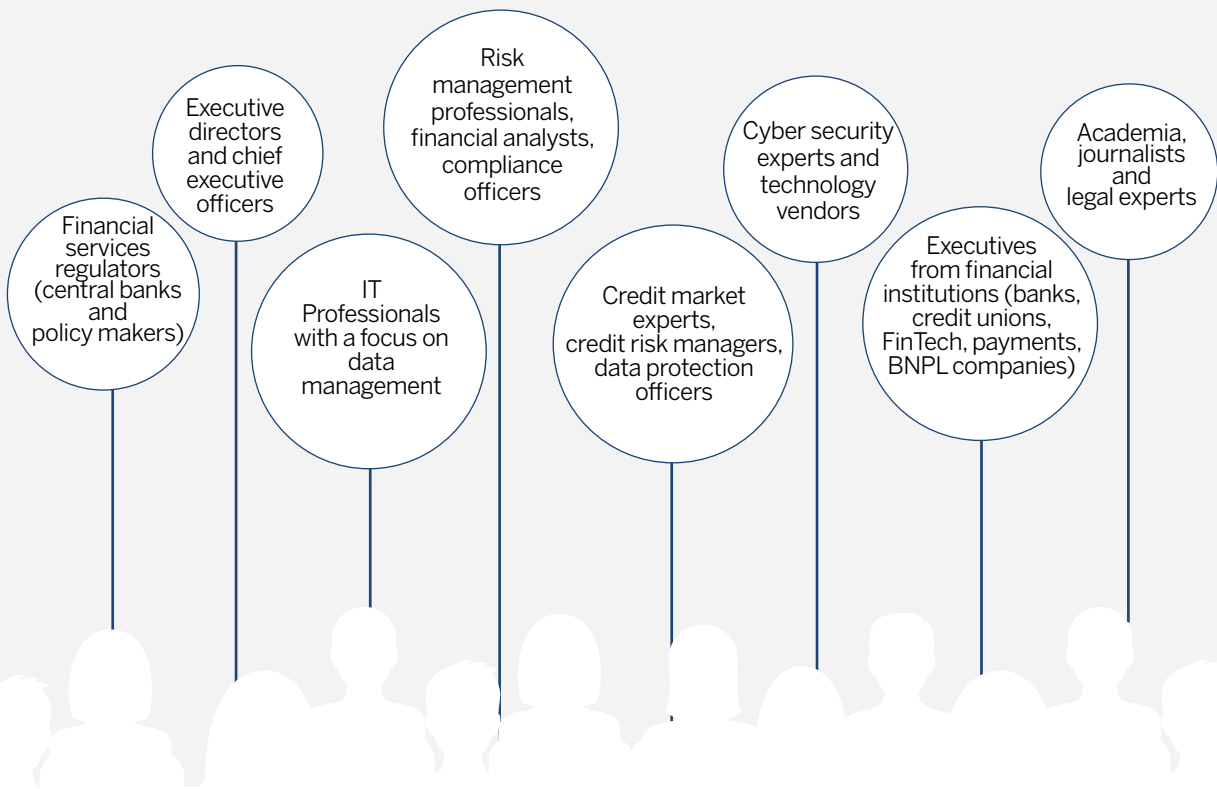 Financial
services
regulators
(central banks
and
policy makers)
Executive
directors
and chief
executive
officers
IT
Professionals
with a focus on
data
management
Risk
management
professionals,
financial analysts,
compliance
officers
Credit market
experts,
credit risk managers,
data protection
officers
Cyber security
experts and
technology
vendors
Executives
from financial
institutions (banks,
credit unions,
FinTech, payments,
BNPL companies)
Academia,
journalists
and
legal experts